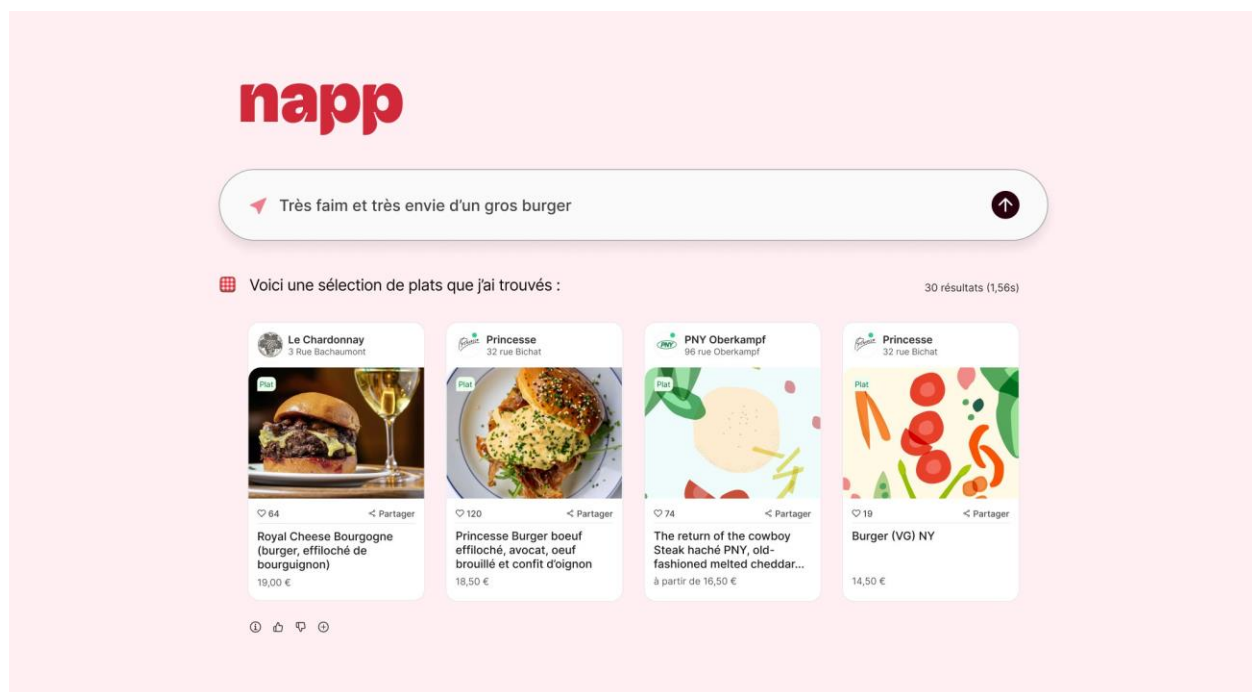 napp
Très faim et très envie d’un gros burger
Voici une sélection de plats que j’ai trouvés :
30 résultats (1,56s)
Le Chardonnay
3 Rue Bachaumont
Plat
64
Partager
Royal Cheese Bourgogne
(burger, effiloché de
bourguignon)
19,00 €
Princesse
32 rue Bichat
Plat
120
Partager
Princesse Burger boeuf
effiloché, avocat, oeuf
brouillé et confit d’oignon
18,50 €
PNY
PNY Oberkampf
96 rue Oberkampf
Plat
74
Partager
The return of the cowboy
Steak haché PNY, old-
fashioned melted cheddar...
à partir de 16,50 €
Princesse
32 rue Bichat
Plat
19
Partager
Burger (VG) NY
14,50 €